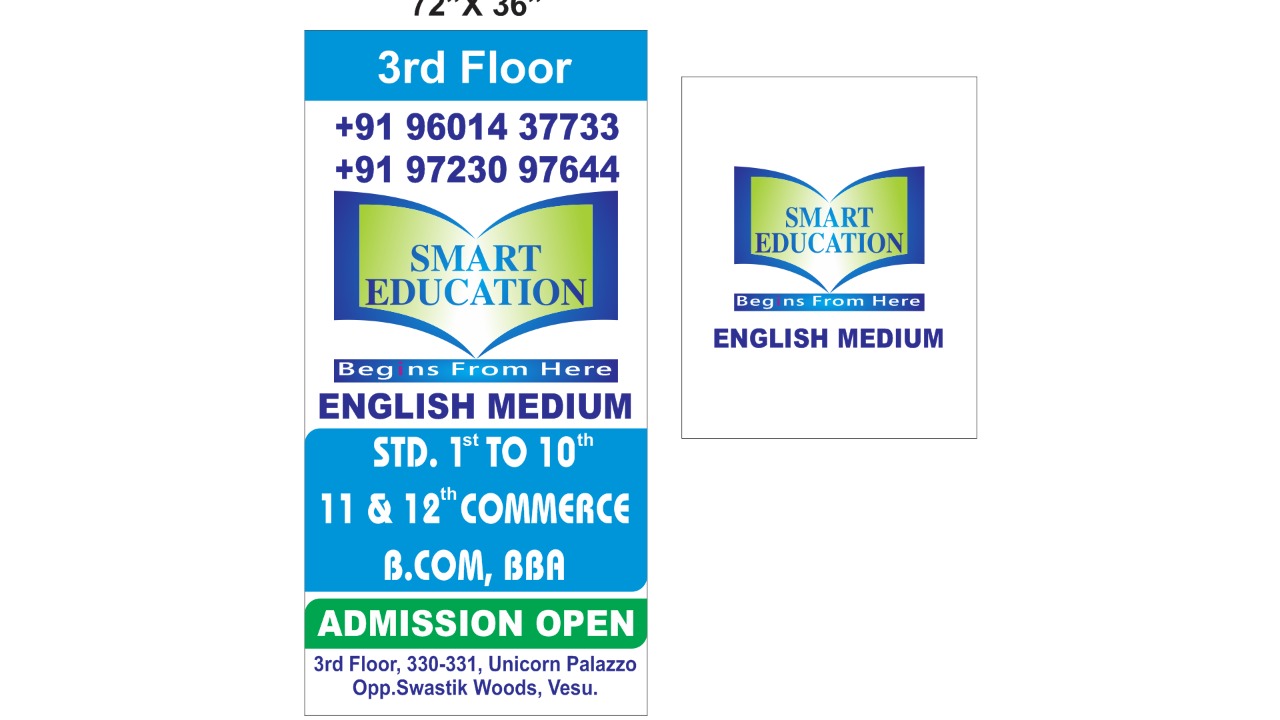 72”X 36”
3rd Floor
+91 96014 37733
+91 97230 97644
SMART
EDUCATION
Begins From Here
ENGLISH MEDIUM
STD. 1st TO 10th
11 & 12th COMMERCE
B.COM, BBA
ADMISSION OPEN
3rd Floor, 330-331, Unicorn Palazzo
Opp.Swastik Woods, Vesu.
SMART
EDUCATION
Begins From Here
ENGLISH MEDIUM